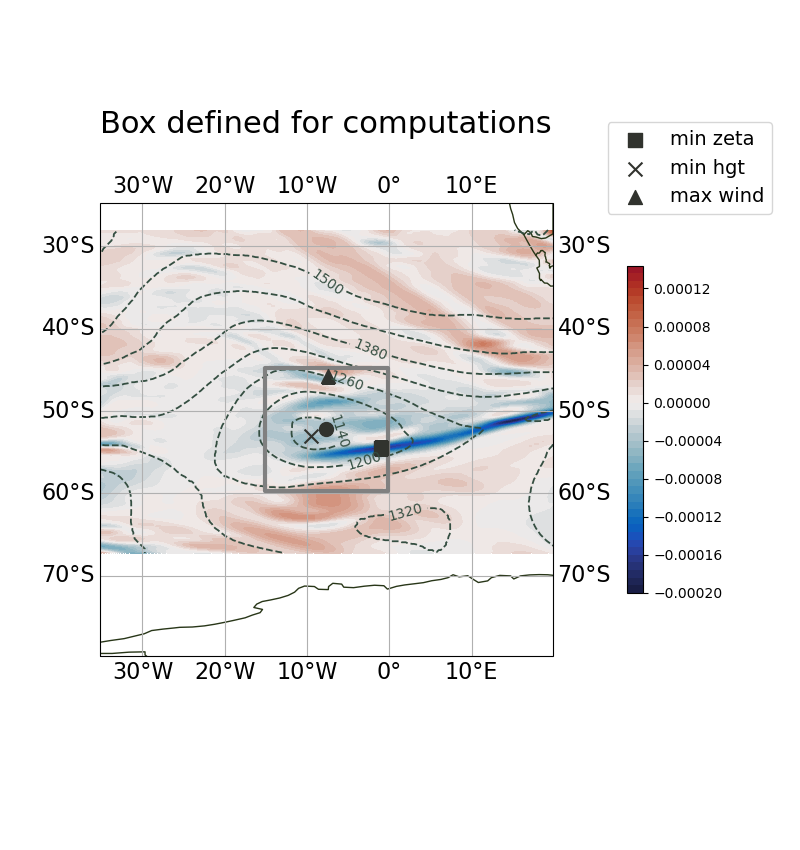 Box defined for computations
min zeta
min hgt
max wind
30°W 20°W 10°W 0° 10°E
30°S 30°S
40°S 40°S
50°S 50°S
60°S 60°S
70°S 70°S
30°W 20°W 10°W 0° 10°E
1500
1380
1260
1140
1200
1320
0.00012
0.00008
0.00004
0.00000
−0.00004
−0.00008
−0.00012
−0.00016
−0.00020